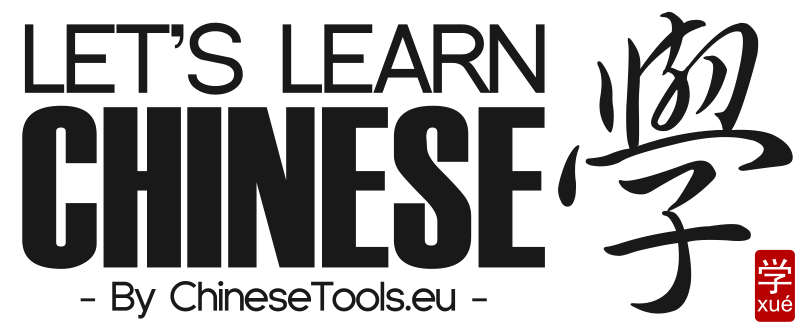 LET'S LEARN
CHINESE
- By ChineseTools.eu -
學
学
xué